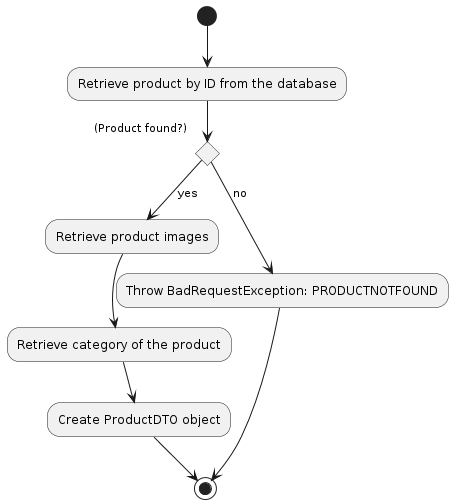 Retrieve product by ID from the database
(Product found?)
yes
no
Retrieve product images
Throw BadRequestException: PRODUCTNOTFOUND
Retrieve category of the product
Create ProductDTO object